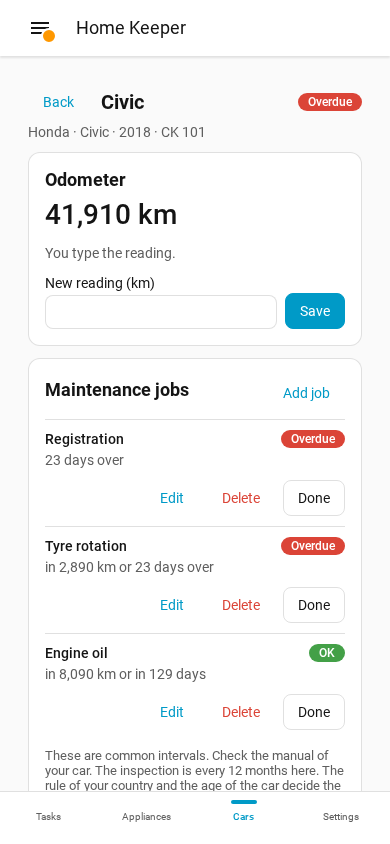 Home Keeper
Back
Civic
Overdue
Honda · Civic · 2018 · CK 101
Odometer
41,910 km
You type the reading.
New reading (km)
Save
Maintenance jobs
Add job
Registration
Overdue
23 days over
Edit
Delete
Done
Tyre rotation
Overdue
in 2,890 km or 23 days over
Edit
Delete
Done
Engine oil
OK
in 8,090 km or in 129 days
Edit
Delete
Done
These are common intervals. Check the manual of
your car. The inspection is every 12 months here. The
rule of your country and the age of the car decide the
Tasks
Appliances
Cars
Settings